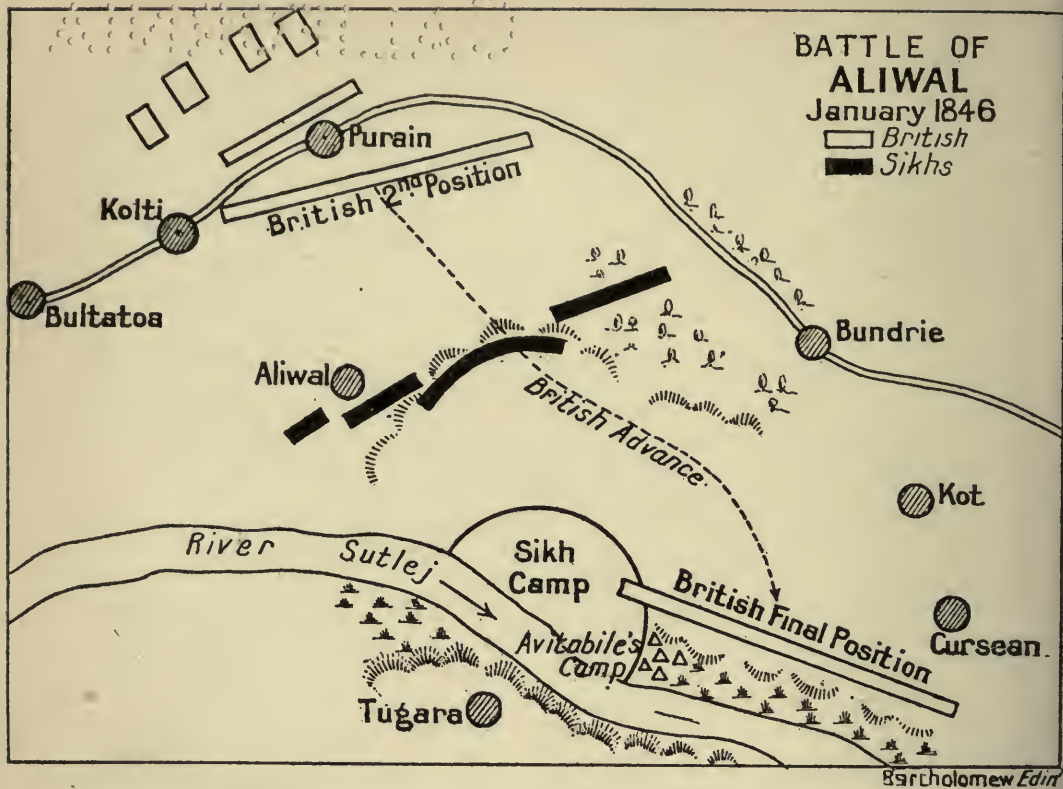 BATTLE OF
ALIWAL
January 1846
British
Sikhs
Purain
British 2nd Position
Kolti
Bultatoa
Bundrie
Aliwal
British Advance
Kot
River Sutlej
Sikh
Camp
British Final Position
Cursean
Avitabile's
Camp
Tugara
Bartholomew Edin